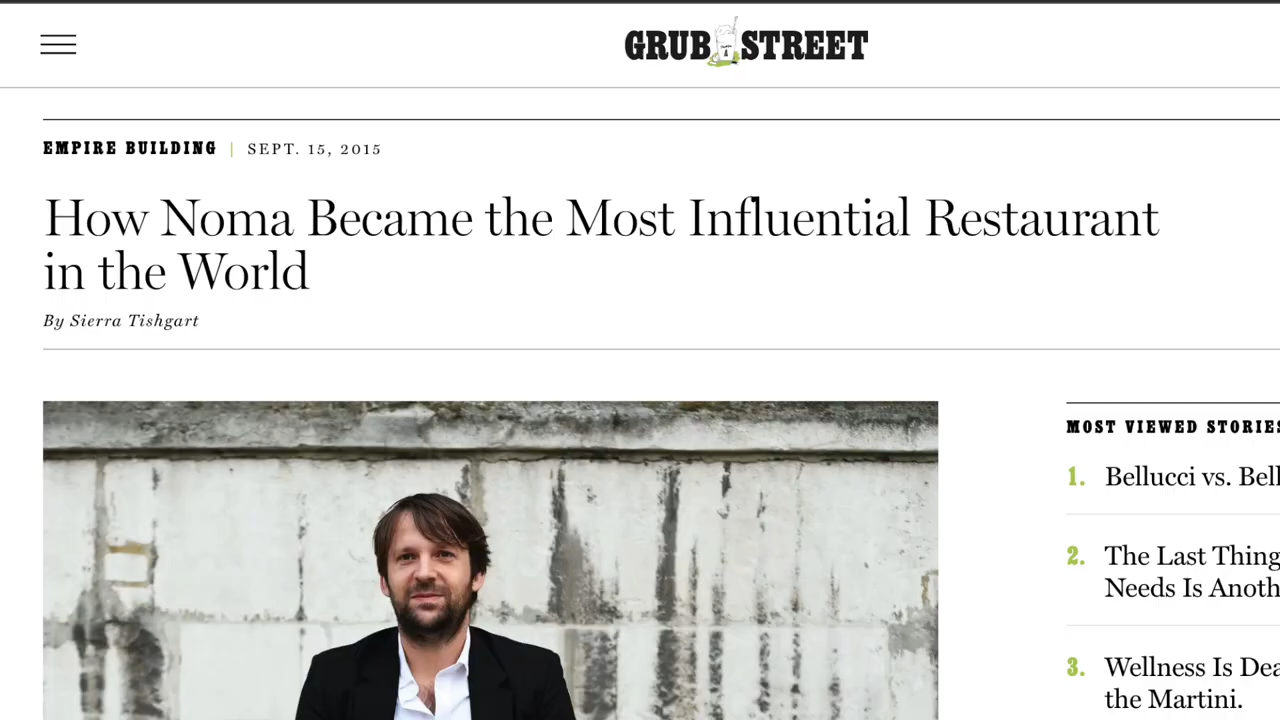 GRUB STREET
EMPIRE BUILDING | SEPT. 15, 2015
How Noma Became the Most Influential Restaurant
in the World
By Sierra Tishgart
MOST VIEWED STORIES
1. Bellucci vs. Bell
2. The Last Thing
Needs Is Anoth
3. Wellness Is Dea
the Martini.